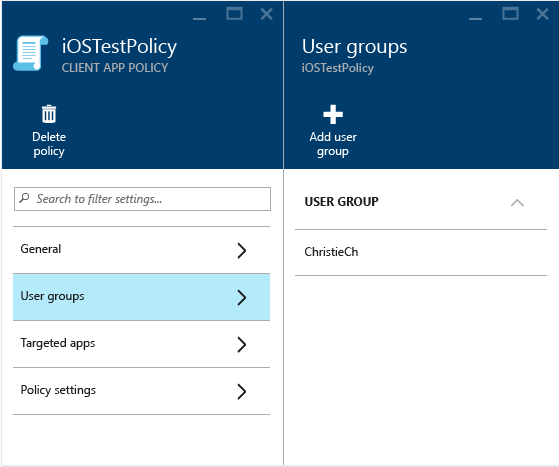 iOSTestPolicy
CLIENT APP POLICY
Delete
policy
Search to filter settings...
General
User groups
Targeted apps
Policy settings
User groups
iOSTestPolicy
Add user
group
USER GROUP
ChristieCh